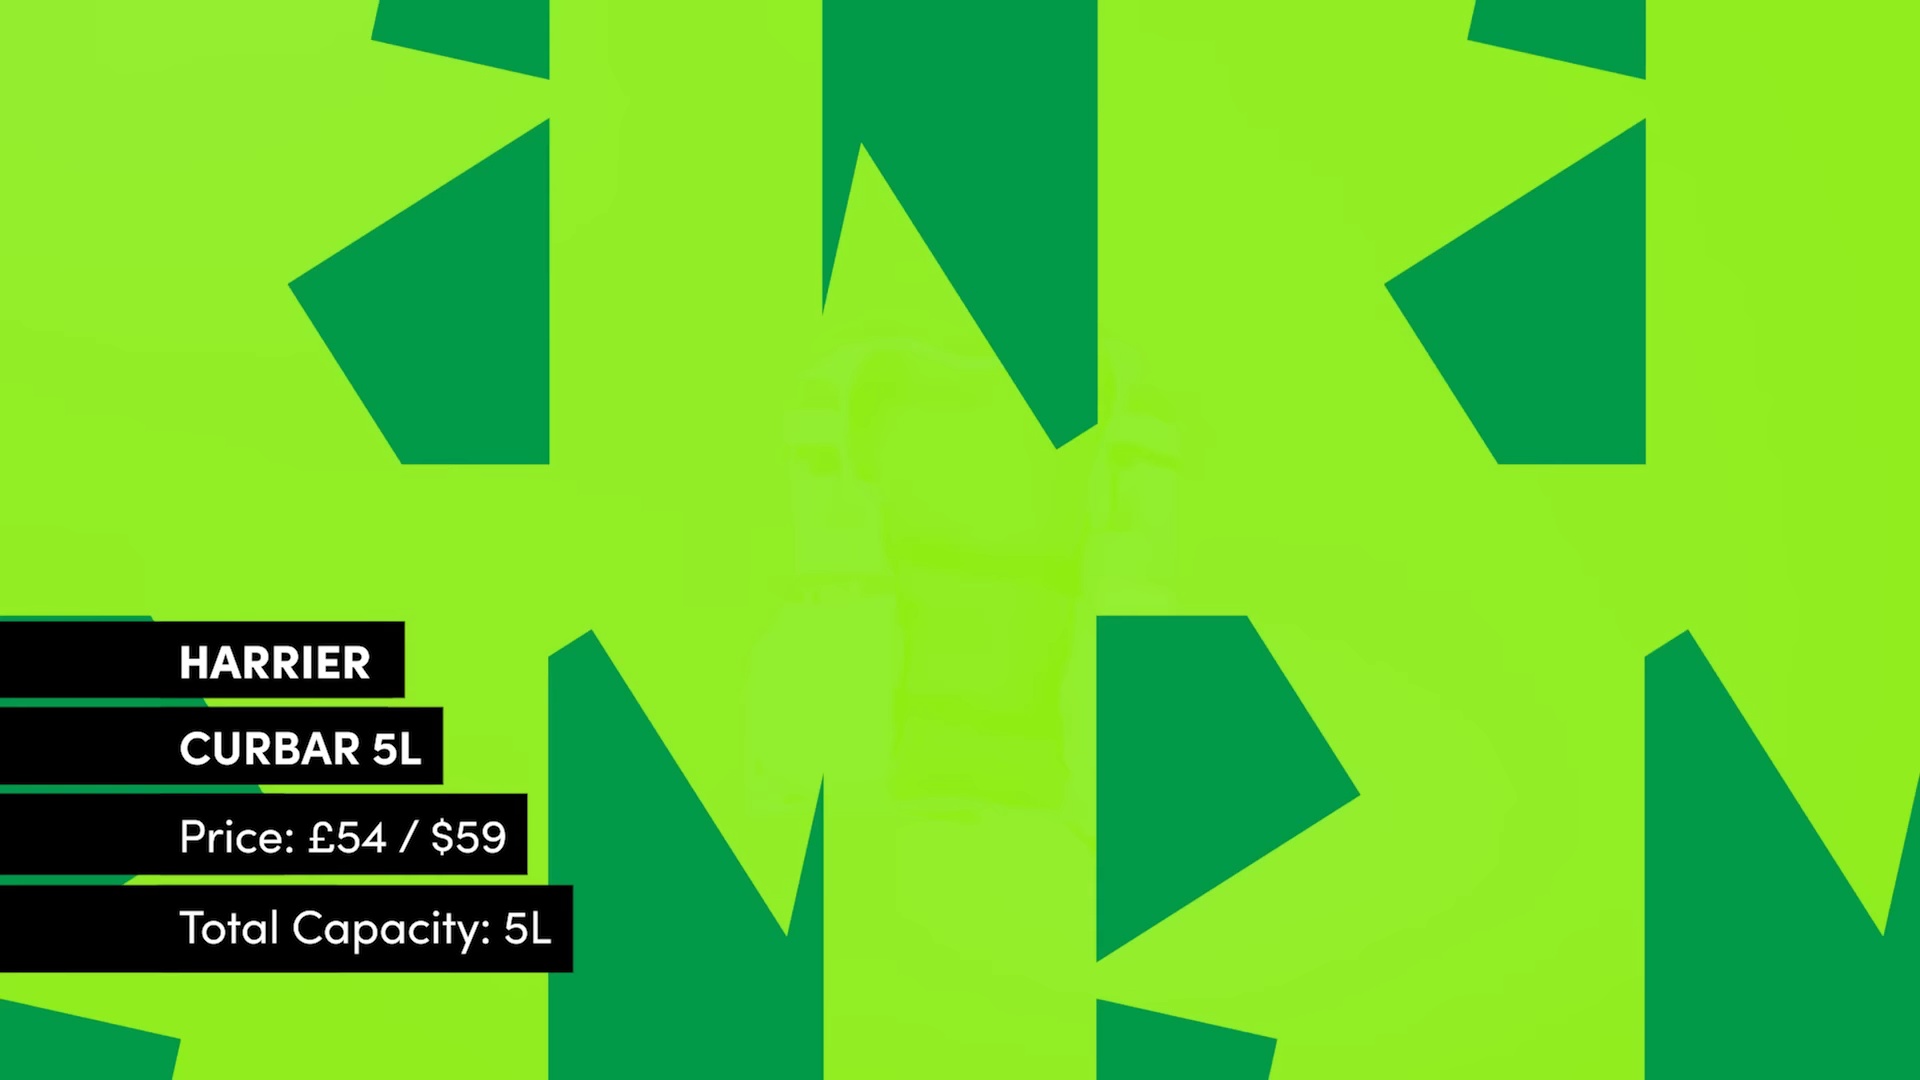 HARRIER
CURBAR 5L
Price: £54 / $59
Total Capacity: 5L